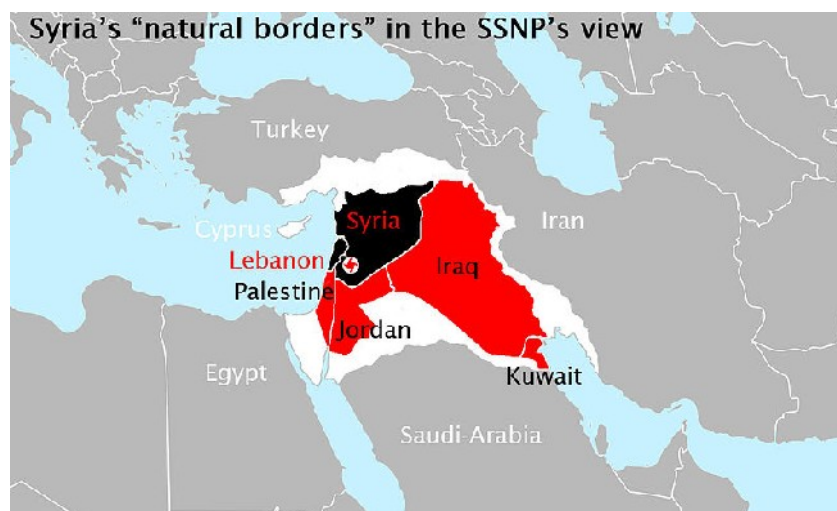 Syria's “natural borders” in the SSNP's view
Turkey
Cyprus
Syria
Iran
Lebanon
Iraq
Palestine
Jordan
Egypt
Kuwait
Saudi-Arabia